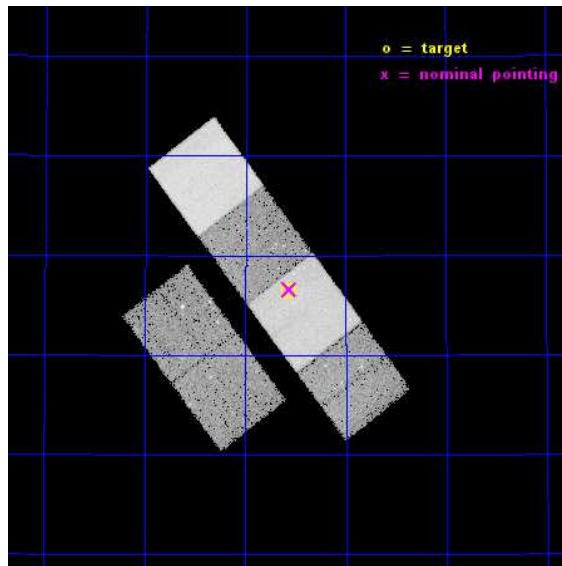 o = target
x = nominal pointing